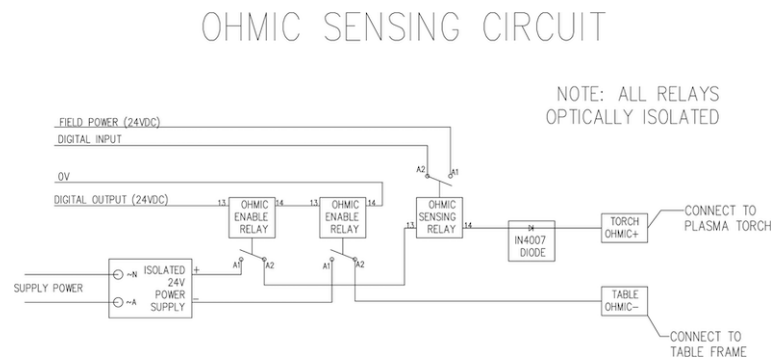 OHMIC SENSING CIRCUIT
NOTE: ALL RELAYS
OPTICALLY ISOLATED
FIELD POWER (24VDC)
DIGITAL INPUT
A2
A1
0V
DIGITAL OUTPUT (24VDC)
13
OHMIC
ENABLE
RELAY
14
13
OHMIC
ENABLE
RELAY
14
13
OHMIC
SENSING
RELAY
14
IN4007
DIODE
TORCH
OHMIC+
CONNECT TO
PLASMA TORCH
A1
A2
A1
A2
SUPPLY POWER
~N
~A
ISOLATED
24V
POWER
SUPPLY
+
-
TABLE
OHMIC-
CONNECT TO
TABLE FRAME